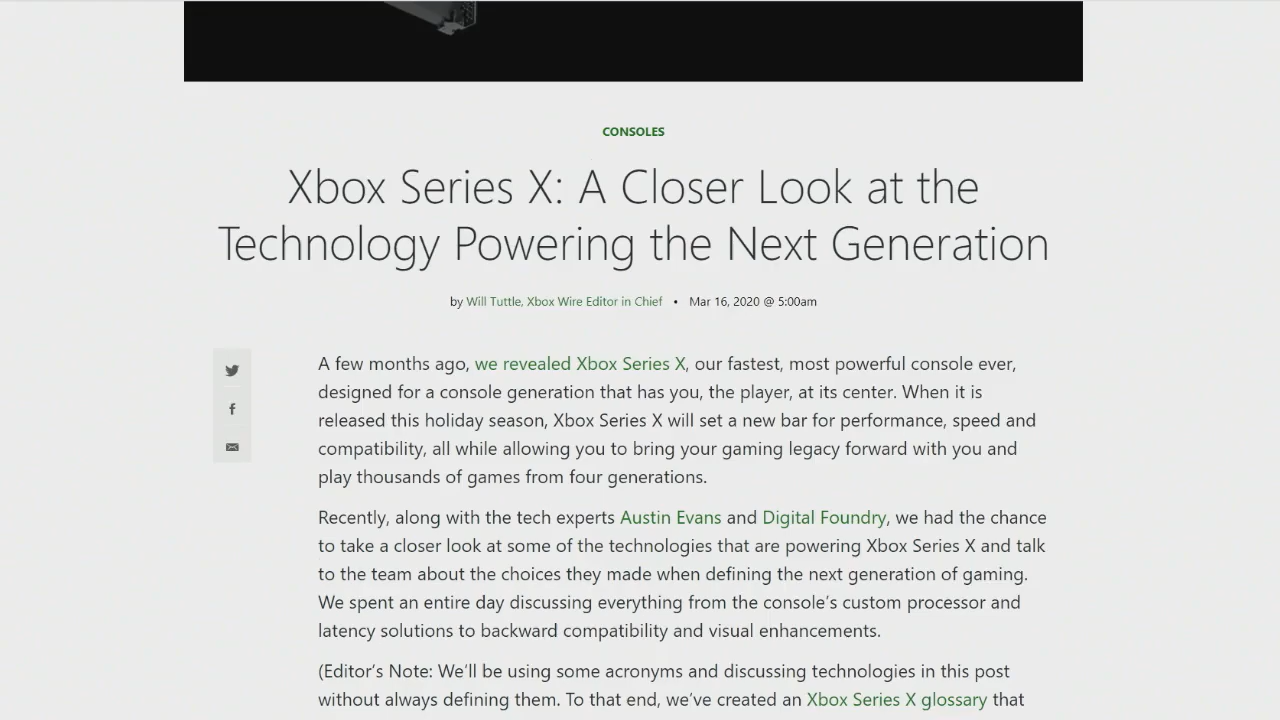 CONSOLES
Xbox Series X: A Closer Look at the
Technology Powering the Next Generation
by Will Tuttle, Xbox Wire Editor in Chief • Mar 16, 2020 @ 5:00am
A few months ago, we revealed Xbox Series X, our fastest, most powerful console ever,
designed for a console generation that has you, the player, at its center. When it is
released this holiday season, Xbox Series X will set a new bar for performance, speed and
compatibility, all while allowing you to bring your gaming legacy forward with you and
play thousands of games from four generations.
Recently, along with the tech experts Austin Evans and Digital Foundry, we had the chance
to take a closer look at some of the technologies that are powering Xbox Series X and talk
to the team about the choices they made when defining the next generation of gaming.
We spent an entire day discussing everything from the console’s custom processor and
latency solutions to backward compatibility and visual enhancements.
(Editor’s Note: We’ll be using some acronyms and discussing technologies in this post
without always defining them. To that end, we’ve created an Xbox Series X glossary that